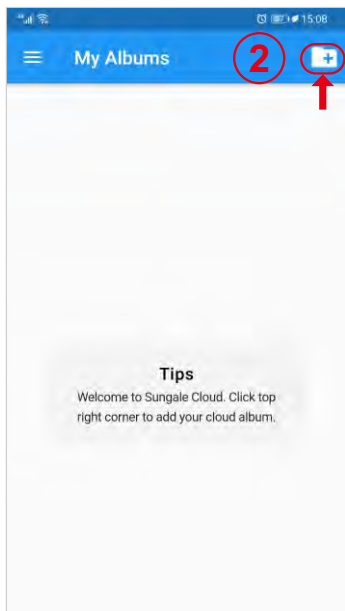 15:08
My Albums
2
Tips
Welcome to Sungale Cloud. Click top
right corner to add your cloud album.